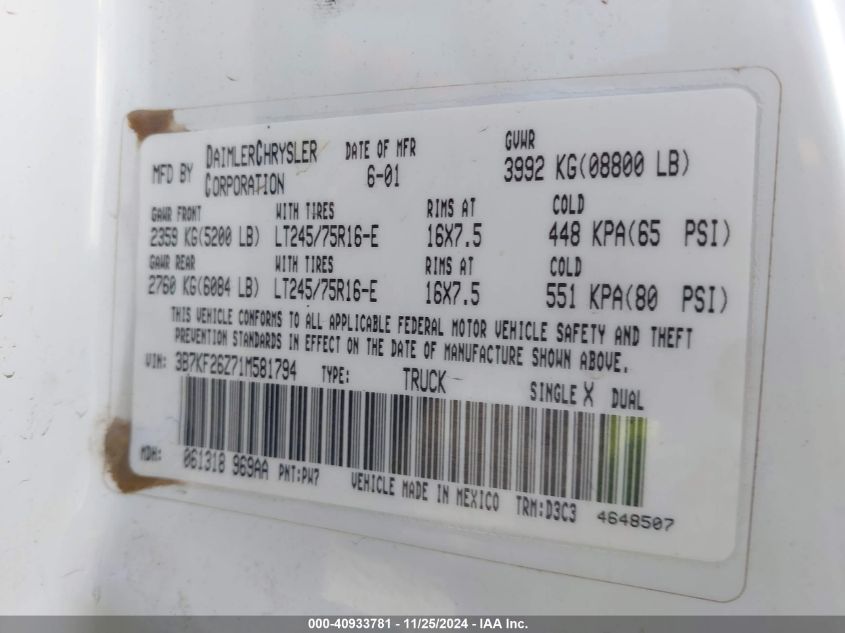 MFD BY DAIMLERCHRYSLER CORPORATION DATE OF MFR 6-01 GVWR 3992 KG(08800 LB)
GAWR FRONT WITH TIRES RIMS AT COLD
2359 KG(5200 LB) LT245/75R16-E 16X7.5 448 KPA(65 PSI)
GAWR REAR WITH TIRES RIMS AT COLD
2760 KG(6084 LB) LT245/75R16-E 16X7.5 551 KPA(80 PSI)
THIS VEHICLE CONFORMS TO ALL APPLICABLE FEDERAL MOTOR VEHICLE SAFETY AND THEFT
PREVENTION STANDARDS IN EFFECT ON THE DATE OF MANUFACTURE SHOWN ABOVE.
VIN: 3B7KF26Z71M581794 TYPE: TRUCK SINGLE X DUAL
MDH: 061318 969AA PNT:PW7 VEHICLE MADE IN MEXICO TRM:D3C3 4648507
000-40933781 - 11/25/2024 - IAA Inc.